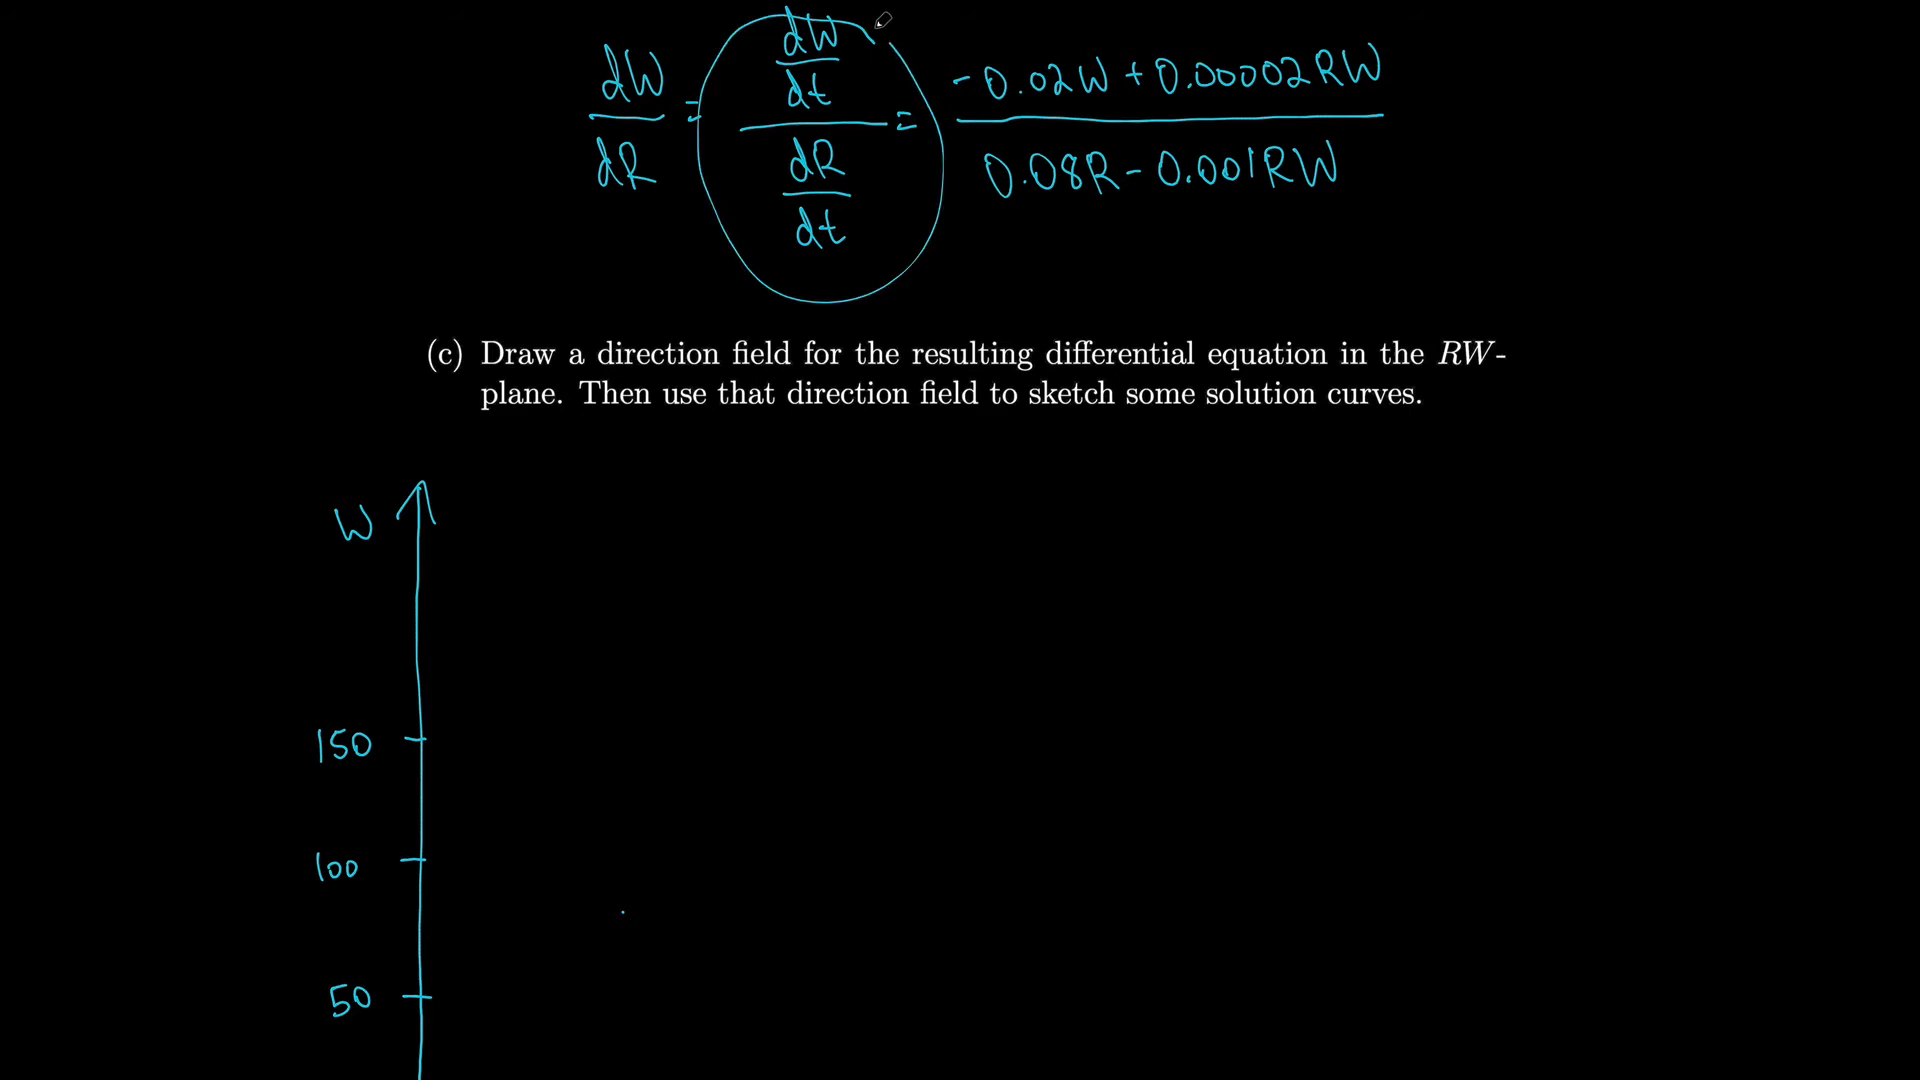 dW/dR = (dW/dt)/(dR/dt) = (-0.02W + 0.00002RW)/(0.08R - 0.001RW)
(c) Draw a direction field for the resulting differential equation in the RW-
plane. Then use that direction field to sketch some solution curves.
W
150
100
50